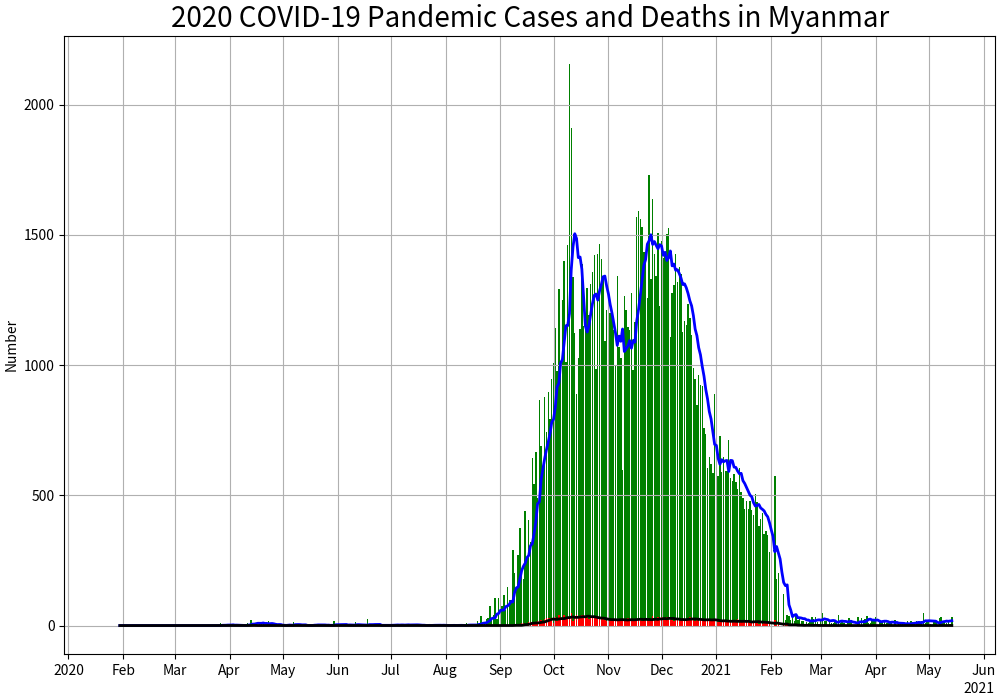 2020 COVID-19 Pandemic Cases and Deaths in Myanmar
Number
2000
1500
1000
500
0
2020 Feb Mar Apr May Jun Jul Aug Sep Oct Nov Dec 2021 Feb Mar Apr May Jun
2021